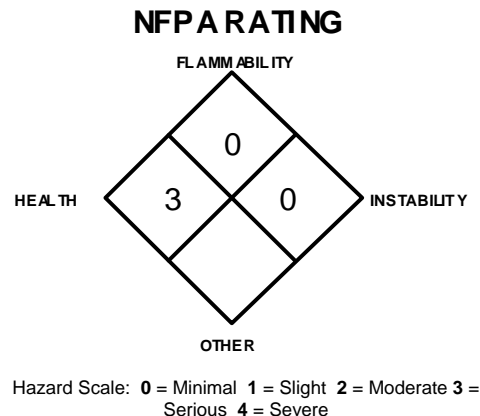 NFPA RATING
FLAMMABILITY
0
HEALTH 3 0 INSTABILITY
OTHER
Hazard Scale: 0 = Minimal 1 = Slight 2 = Moderate 3 =
Serious 4 = Severe